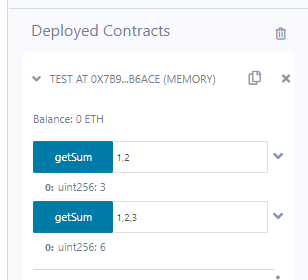 Deployed Contracts
TEST AT 0X7B9...B6ACE (MEMORY)
Balance: 0 ETH
getSum 1,2
0: uint256: 3
getSum 1,2,3
0: uint256: 6